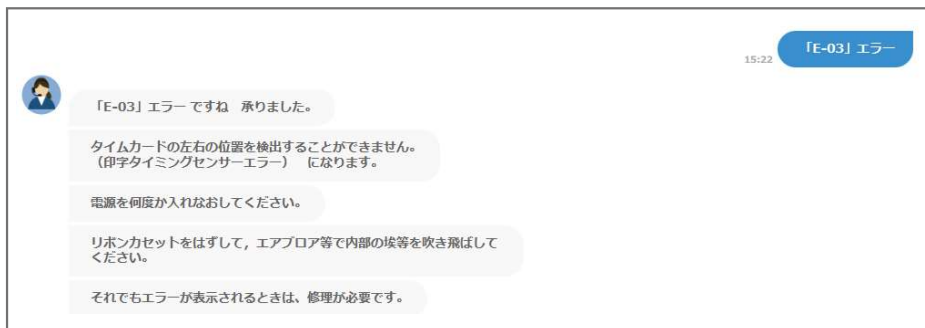 「E-03」エラー
15:22
「E-03」エラーですね　承りました。
タイムカードの左右の位置を検出することができません。
（印字タイミングセンサーエラー）　になります。
電源を何度か入れなおしてください。
リボンカセットをはずして，エアブロア等で内部の埃等を吹き飛ばして
ください。
それでもエラーが表示されるときは、修理が必要です。